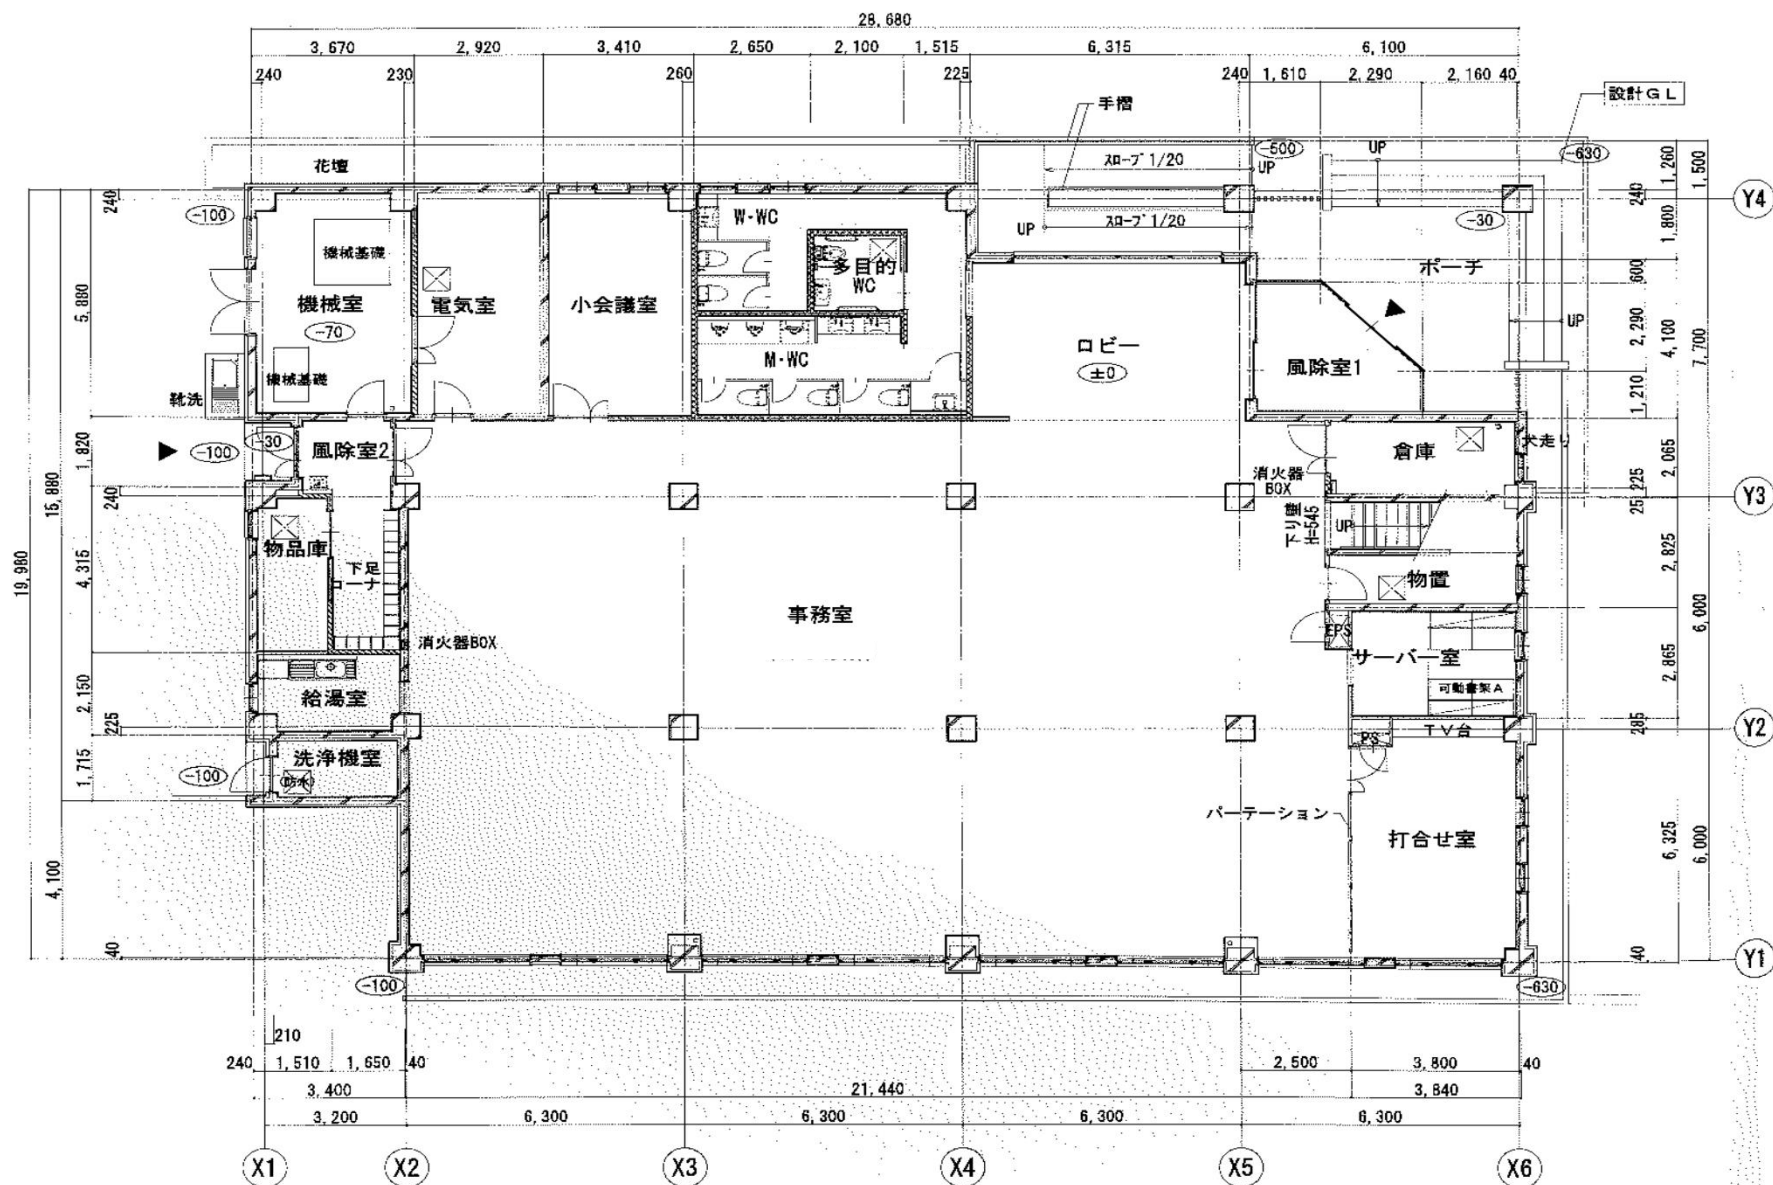 28,680
3,670 2,920 3,410 2,650 2,100 1,515 6,315 6,100
240 230 260 225 240 1,610 2,290 2,160 40
設計GL
手摺
花壇
スロープ 1/20 UP
-500
UP
-630
240
-100
W・WC
UP
スロープ 1/20
-30
1,260
1,500
240
Y4
機械基礎
多目的
WC
ポーチ
1,800
600
機械室
-70
電気室
小会議室
M・WC
ロビー
±0
風除室1
UP
5,880
2,290
4,100
7,700
機械基礎
靴洗
1,210
-100
-30
風除室2
倉庫
犬走り
消火器
BOX
1,820
240
15,880
19,980
2,065
225
25
Y3
下り壁
H=545
UP
物品庫
下足
コーナー
4,315
2,825
物置
事務室
消火器BOX
EPS
サーバー室
可動書架A
6,000
2,865
給湯室
2,150
225
PS
TV台
285
Y2
洗浄機室
(防水)
-100
1,715
パーテーション
打合せ室
6,325
6,000
4,100
40
40
Y1
-100
-630
210
240 1,510 1,650 40 2,500 3,800 40
3,400 21,440 3,840
3,200 6,300 6,300 6,300 6,300
X1 X2 X3 X4 X5 X6